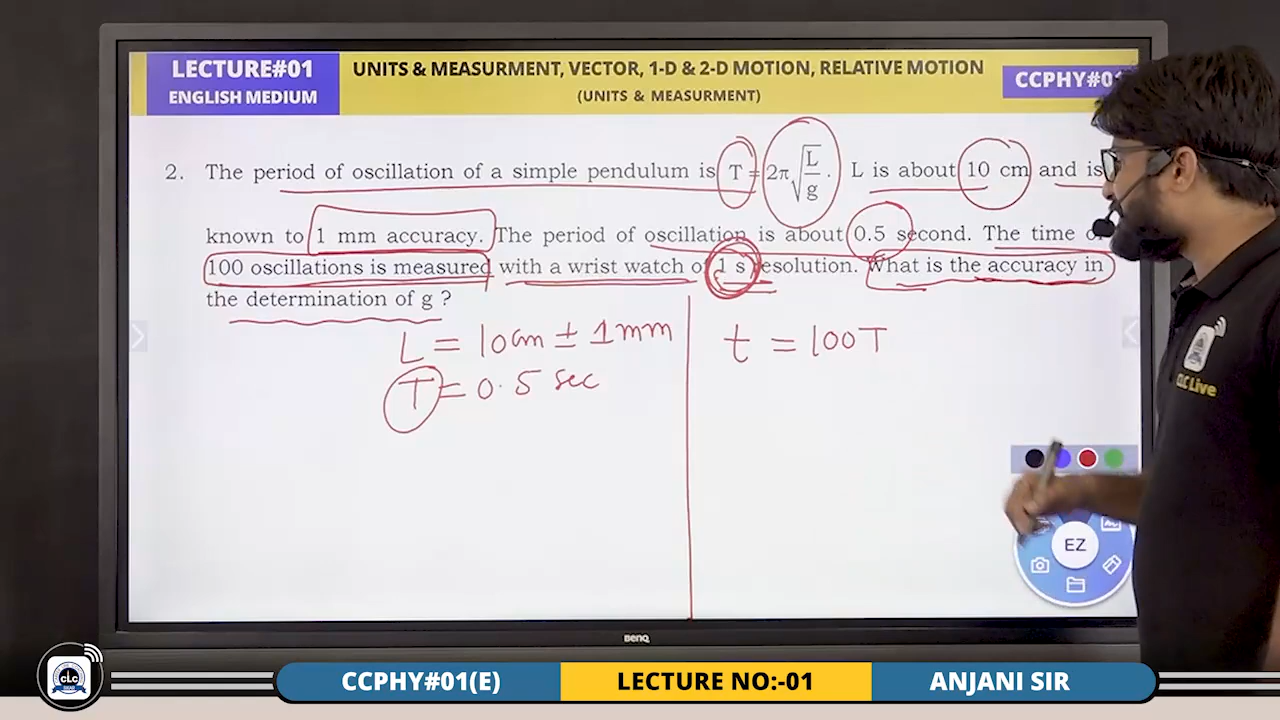 LECTURE#01
ENGLISH MEDIUM
UNITS & MEASURMENT, VECTOR, 1-D & 2-D MOTION, RELATIVE MOTION
(UNITS & MEASURMENT)
CCPHY#01
2. The period of oscillation of a simple pendulum is T = 2π√(L/g). L is about 10 cm and is
known to 1 mm accuracy. The period of oscillation is about 0.5 second. The time of
100 oscillations is measured with a wrist watch of 1 s resolution. What is the accuracy in
the determination of g ?
L = 10cm ± 1mm
T = 0.5 sec
t = 100T
CLC Live
EZ
BenQ
CLC
SIKAR
CCPHY#01(E)
LECTURE NO:-01
ANJANI SIR